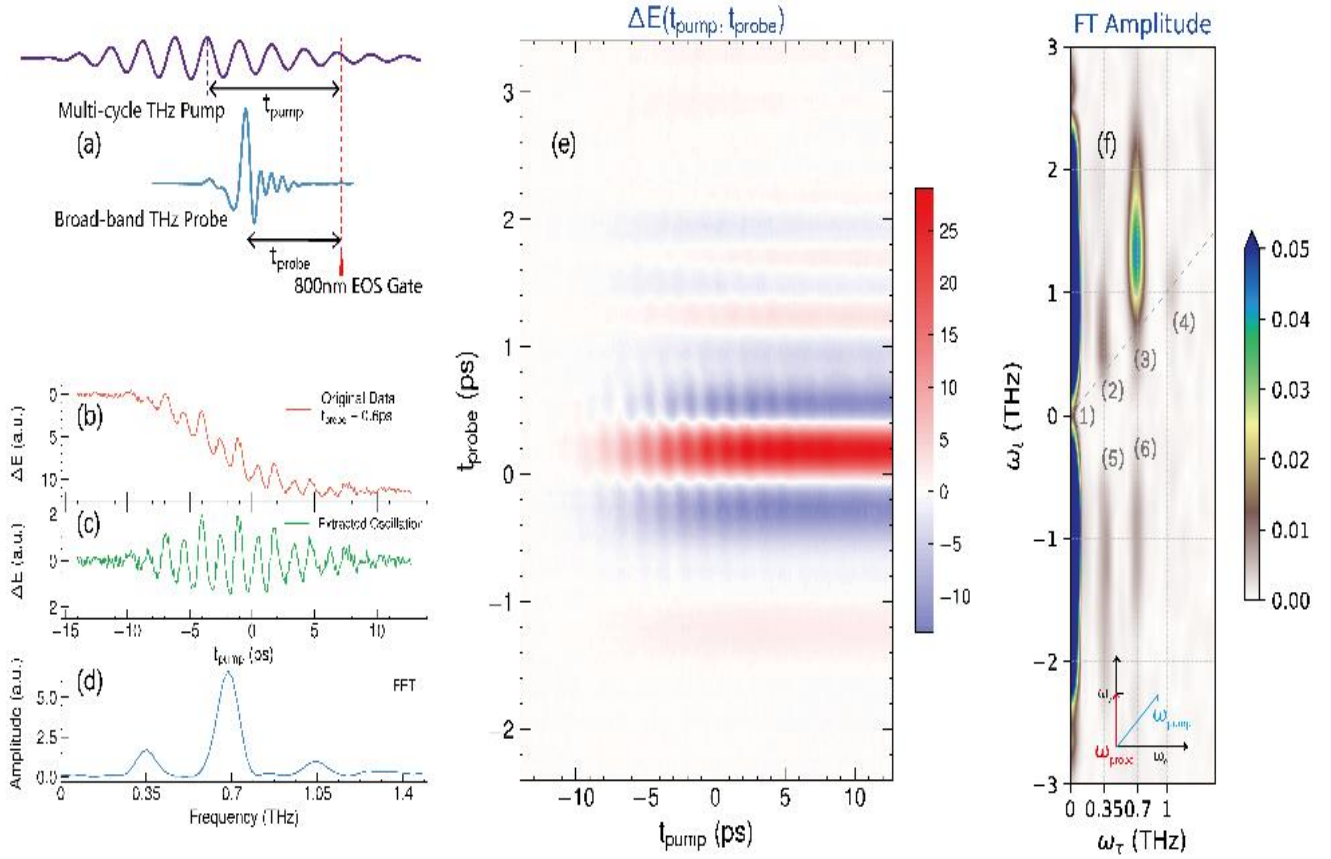 Multi-cycle THz Pump
t_pump
(a)
Broad-band THz Probe
t_probe
800nm EOS Gate
(b)
Original Data
t_probe = 0.6ps
ΔE (a.u.)
0
5
10
(c)
Extracted Oscillation
ΔE (a.u.)
2
0
2
−15
−10
−5
0
5
10
t_pump (ps)
(d)
FFT
Amplitude (a.u.)
5.0
2.5
0.0
0
0.35
0.7
1.05
1.4
Frequency (THz)
ΔE(t_pump, t_probe)
(e)
t_probe (ps)
3
2
1
0
−1
−2
−10
−5
0
5
10
t_pump (ps)
25
20
15
10
5
0
−5
−10
FT Amplitude
(f)
ω_t (THz)
3
2
1
0
−1
−2
−3
(1)
(2)
(3)
(4)
(5)
(6)
ω_pump
ω_probe
0
0.35
0.7
1
ω_τ (THz)
0.05
0.04
0.03
0.02
0.01
0.00